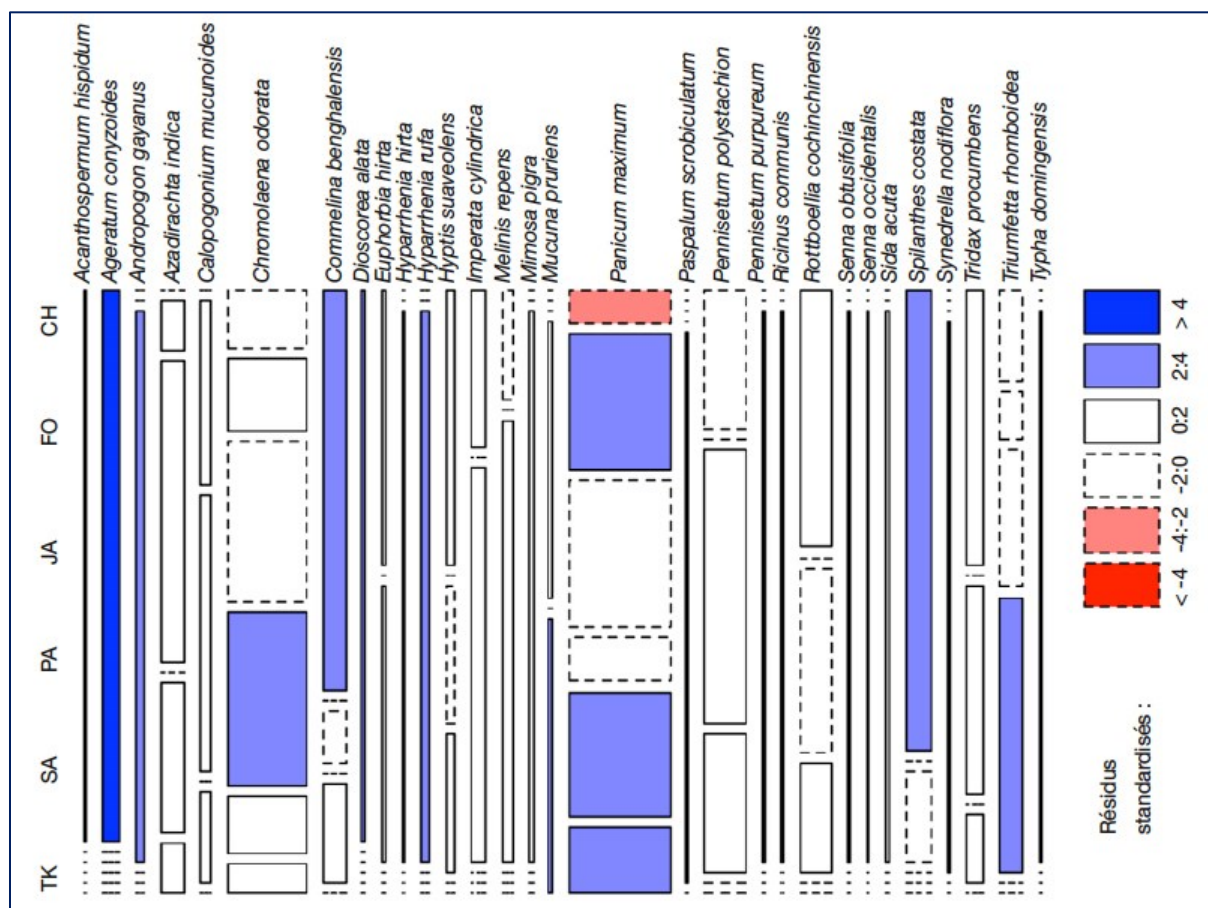 Acanthospermum hispidum
Ageratum conyzoides
Andropogon gayanus
Azadirachta indica
Calopogonium mucunoides
Chromolaena odorata
Commelina benghalensis
Dioscorea alata
Euphorbia hirta
Hyparrhenia hirta
Hyparrhenia rufa
Hyptis suaveolens
Imperata cylindrica
Melinis repens
Mimosa pigra
Mucuna pruriens
Panicum maximum
Paspalum scrobiculatum
Pennisetum polystachion
Pennisetum purpureum
Ricinus communis
Rottboellia cochinchinensis
Senna obtusifolia
Senna occidentalis
Sida acuta
Spilanthes costata
Synedrella nodiflora
Tridax procumbens
Triumfetta rhomboidea
Typha domingensis
TK
SA
PA
JA
FO
CH
Résidus
standardisés :
< -4
-4:-2
-2:0
0:2
2:4
> 4